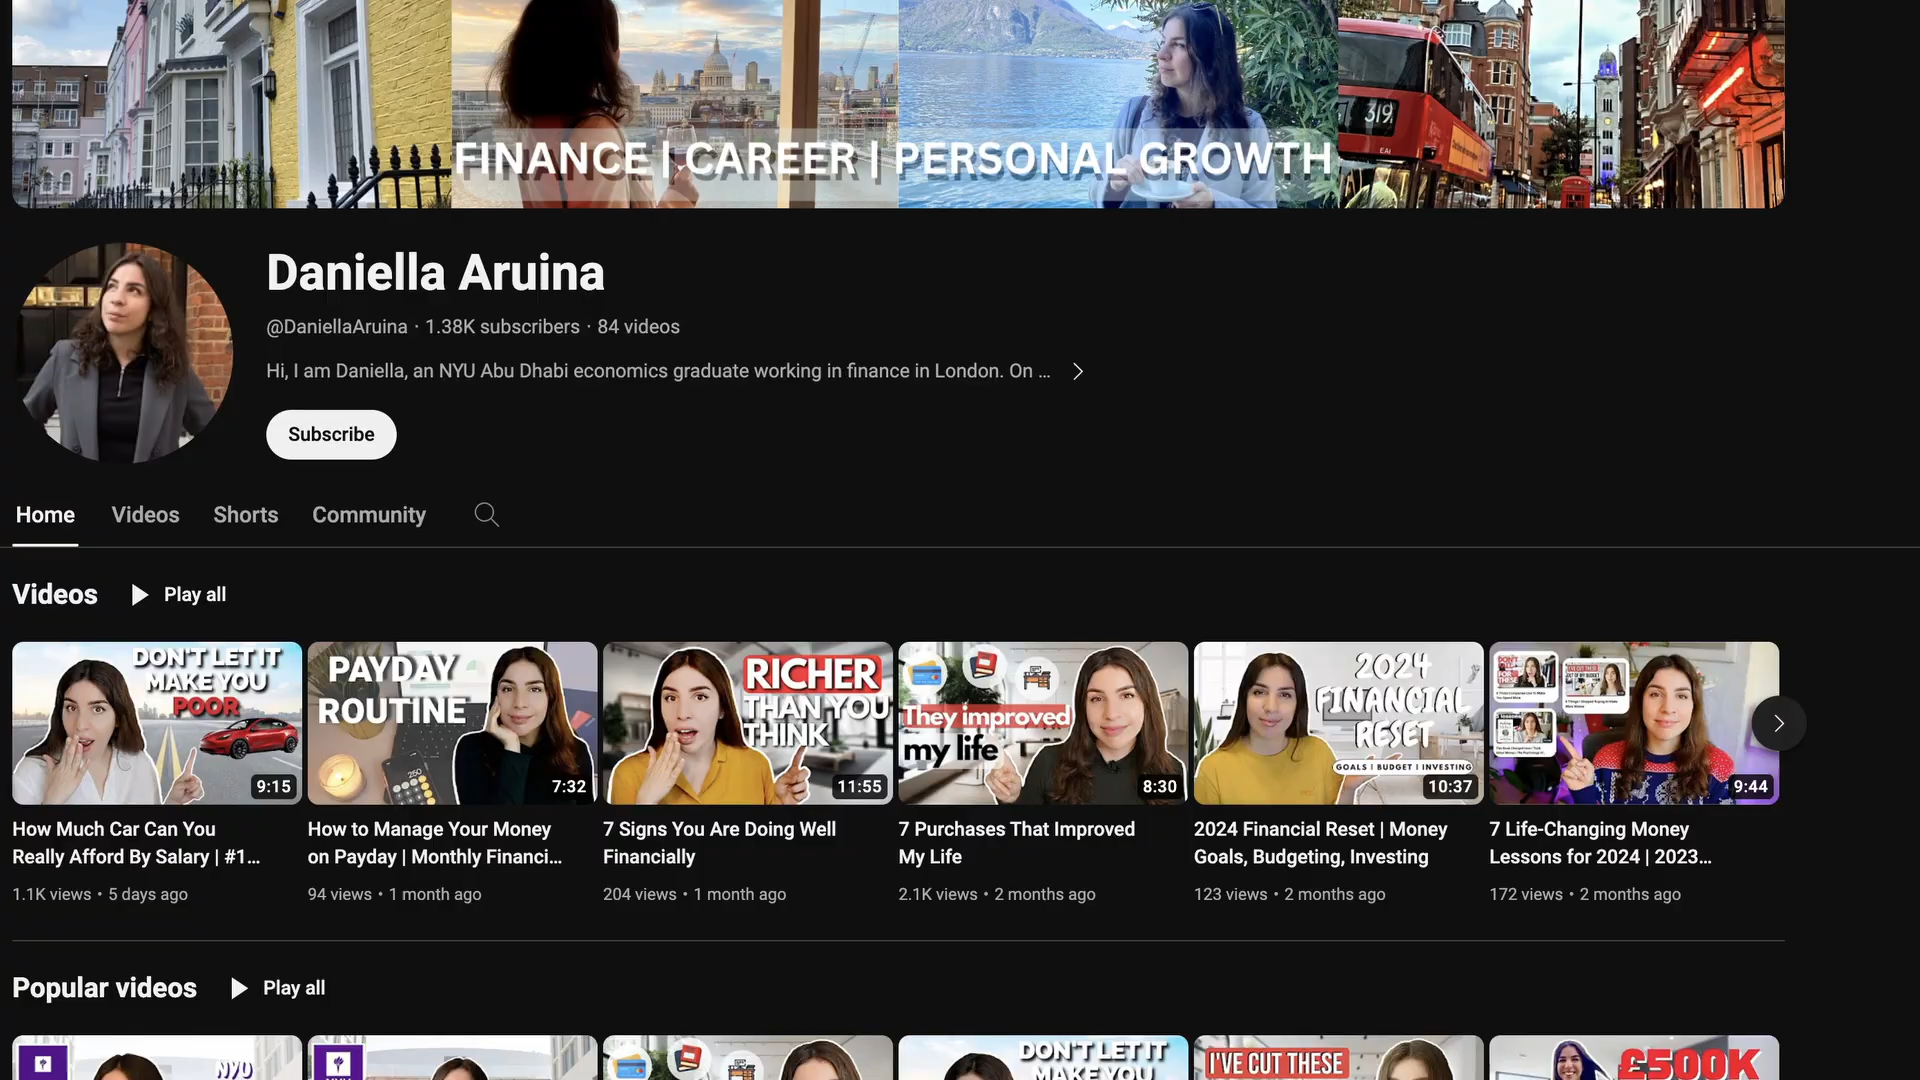 319
EAI
FINANCE | CAREER | PERSONAL GROWTH
Daniella Aruina
@DaniellaAruina · 1.38K subscribers · 84 videos
Hi, I am Daniella, an NYU Abu Dhabi economics graduate working in finance in London. On ...
Subscribe
Home Videos Shorts Community
Videos Play all
DON'T LET IT
MAKE YOU
POOR
9:15
PAYDAY
ROUTINE
250
7:32
RICHER
THAN YOU
THINK
11:55
They improved
my life
8:30
2024
FINANCIAL
RESET
GOALS | BUDGET | INVESTING
10:37
9:44
How Much Car Can You
Really Afford By Salary | #1...
1.1K views • 5 days ago
How to Manage Your Money
on Payday | Monthly Financi...
94 views • 1 month ago
7 Signs You Are Doing Well
Financially
204 views • 1 month ago
7 Purchases That Improved
My Life
2.1K views • 2 months ago
2024 Financial Reset | Money
Goals, Budgeting, Investing
123 views • 2 months ago
7 Life-Changing Money
Lessons for 2024 | 2023...
172 views • 2 months ago
Popular videos Play all
NYU
DON'T LET IT
MAKE YOU
I'VE CUT THESE
£500K